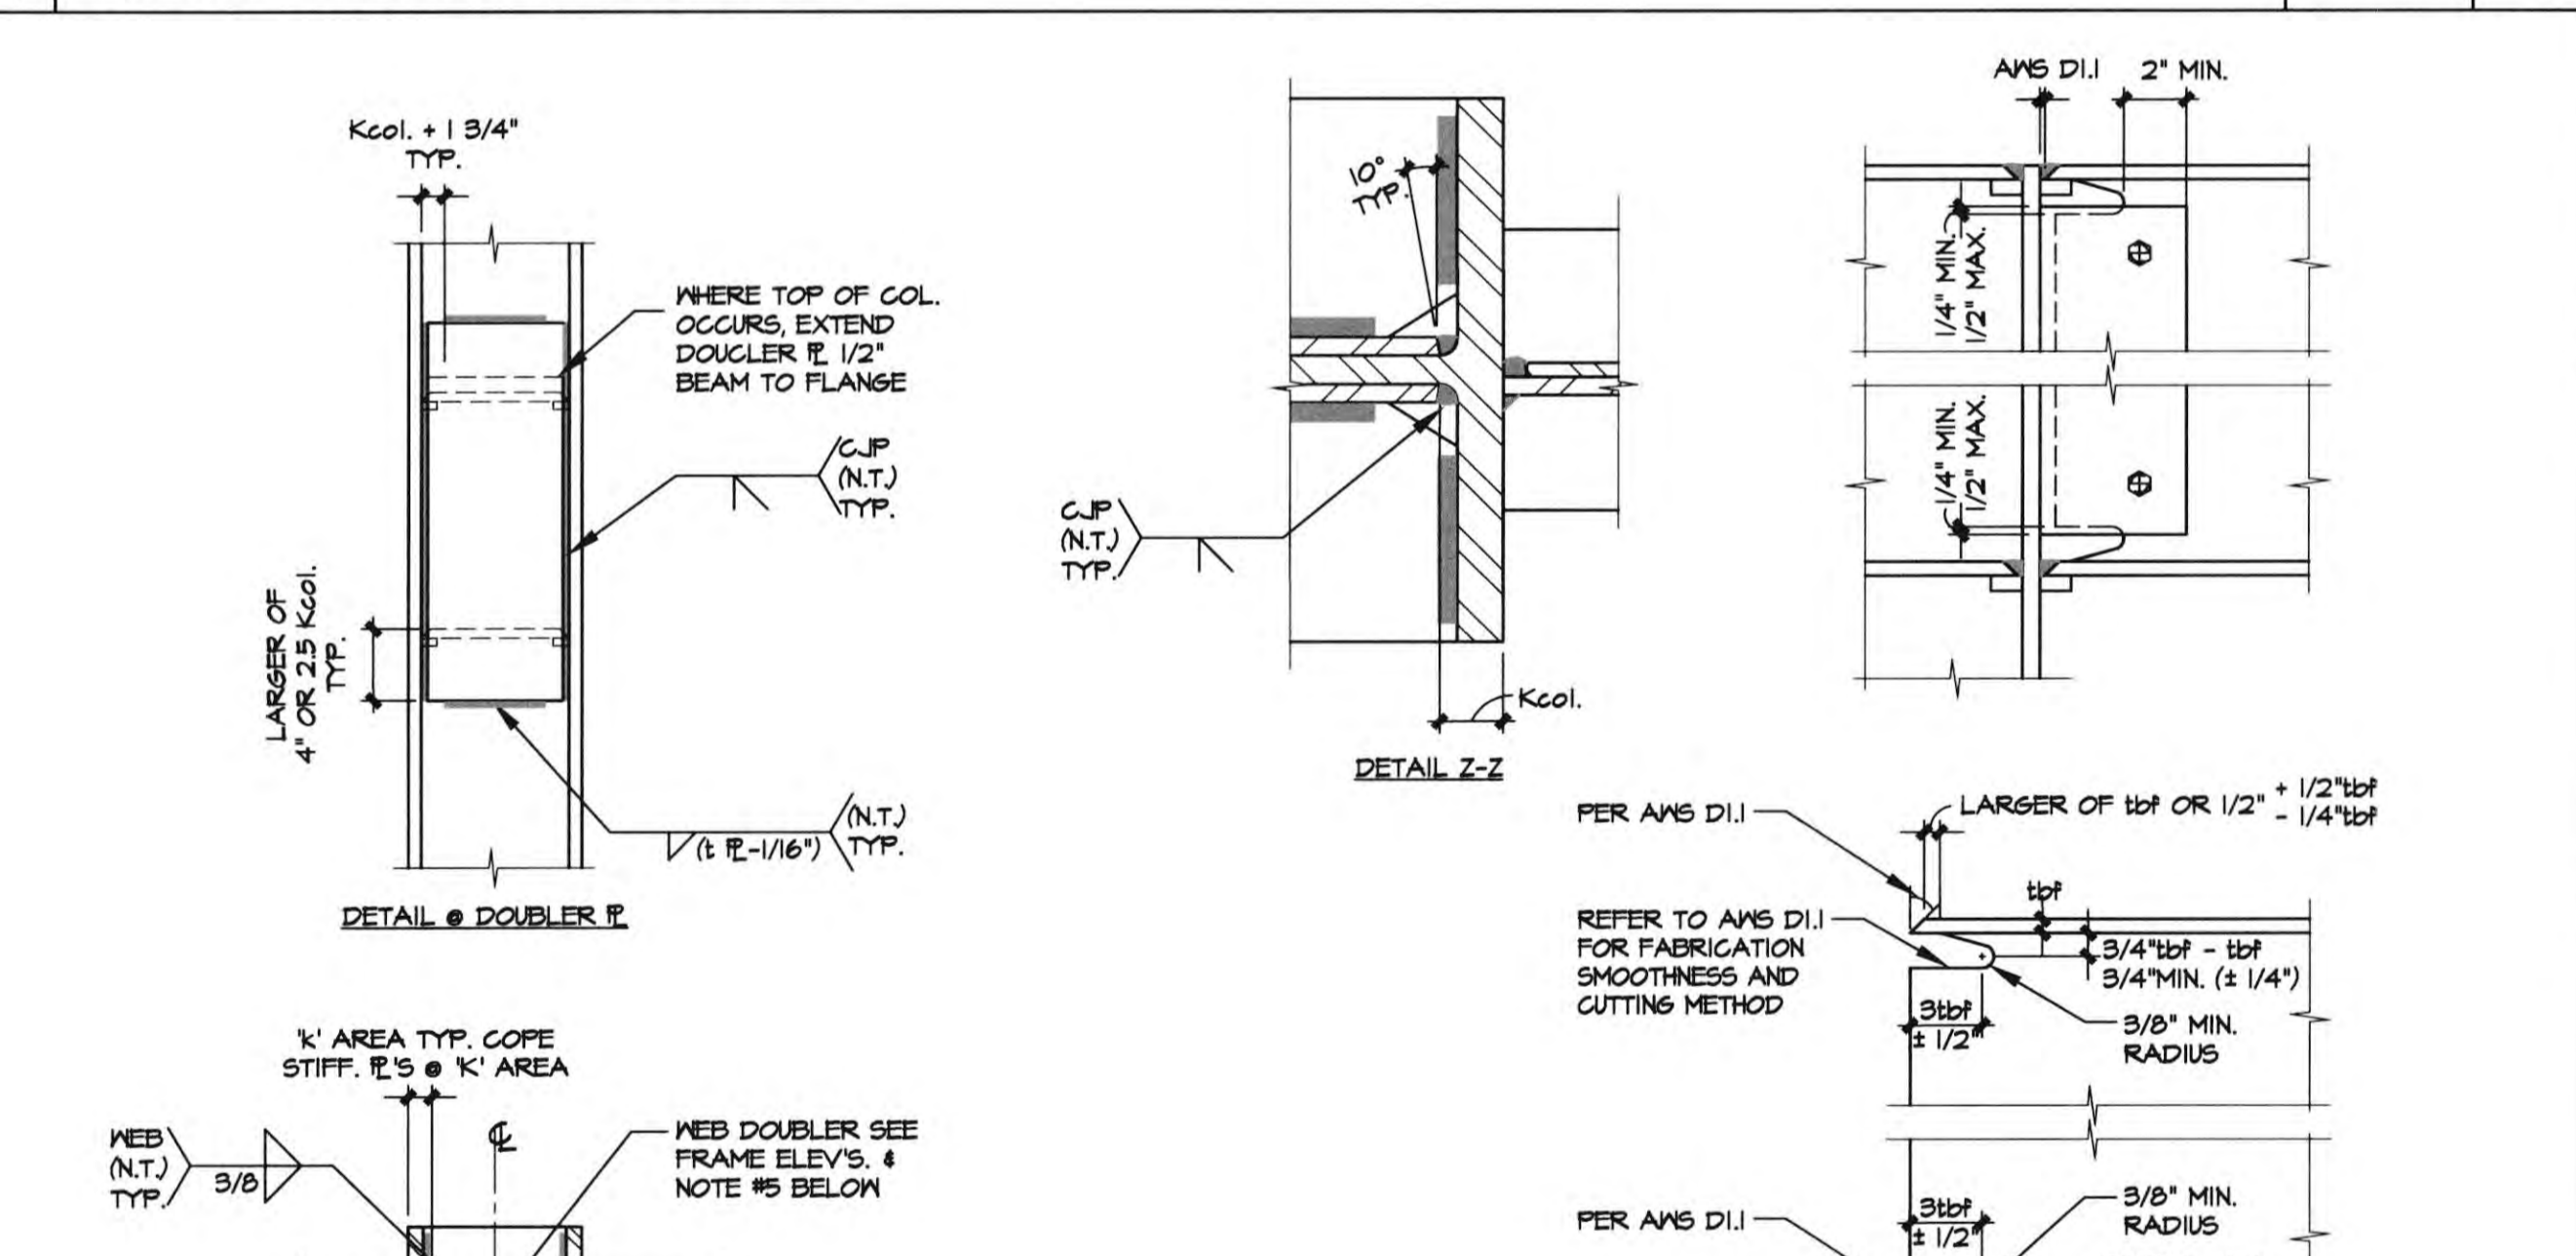 Kcol. + 1 3/4"
TYP.
WHERE TOP OF COL.
OCCURS, EXTEND
DOUCLER ⅊ 1/2"
BEAM TO FLANGE
CJP
(N.T.)
TYP.
LARGER OF
4" OR 2.5 Kcol.
TYP.
(t ⅊-1/16")
(N.T.)
TYP.
DETAIL @ DOUBLER ⅊
10°
TYP.
CJP
(N.T.)
TYP.
Kcol.
DETAIL Z-Z
AWS D1.1
2" MIN.
1/4" MIN.
1/2" MAX.
1/4" MIN.
1/2" MAX.
PER AWS D1.1
LARGER OF tbf OR 1/2" + 1/2"tbf
- 1/4"tbf
tbf
REFER TO AWS D1.1
FOR FABRICATION
SMOOTHNESS AND
CUTTING METHOD
3/4"tbf - tbf
3/4"MIN. (± 1/4")
3tbf
± 1/2"
3/8" MIN.
RADIUS
'k' AREA TYP. COPE
STIFF. ⅊'S @ 'K' AREA
WEB
(N.T.)
TYP.
3/8
℄
WEB DOUBLER SEE
FRAME ELEV'S. &
NOTE #5 BELOW
PER AWS D1.1
3tbf
± 1/2"
3/8" MIN.
RADIUS